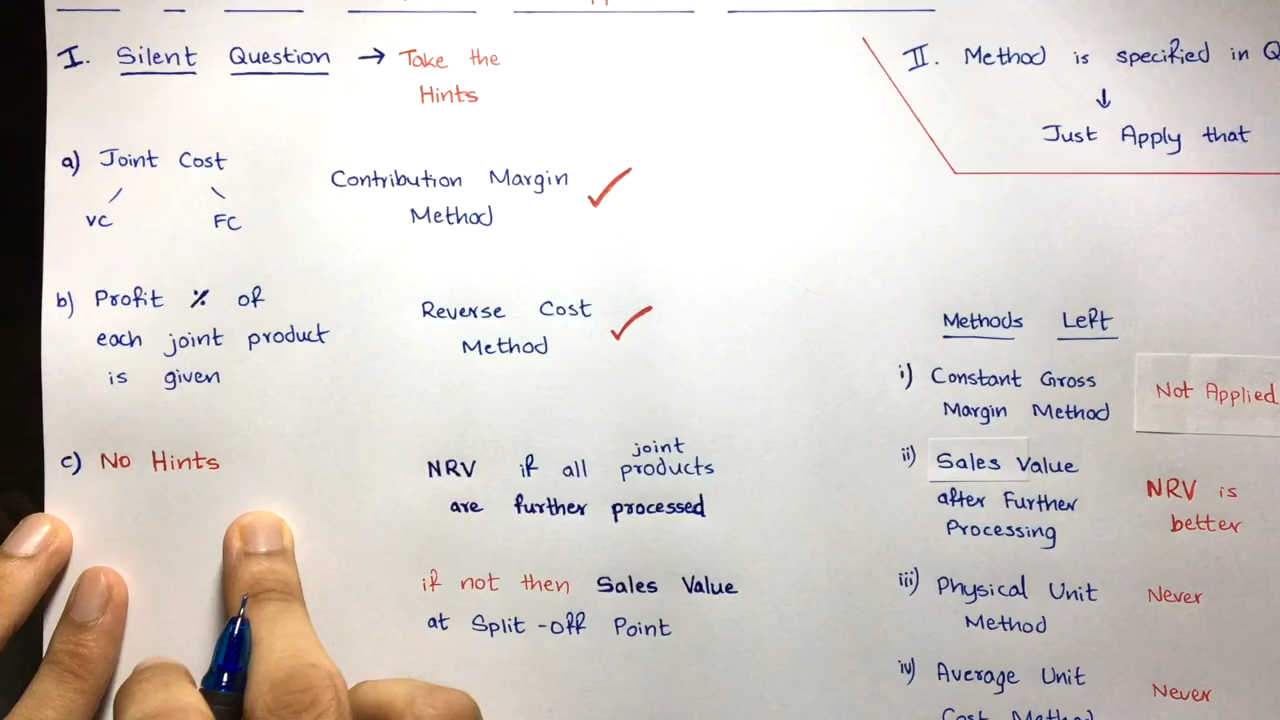 I. Silent Question → Take the
Hints
a) Joint Cost
VC FC
Contribution Margin
Method
b) Profit % of
each joint product
is given
Reverse Cost
Method
c) No Hints
NRV if all joint products
are further processed
if not then Sales Value
at Split-off Point
II. Method is specified in Q
↓
Just Apply that
Methods Left
i) Constant Gross
Margin Method
Not Applied
ii) Sales Value
after Further
Processing
NRV is
better
iii) Physical Unit
Method
Never
iv) Average Unit
Cost Method
Never